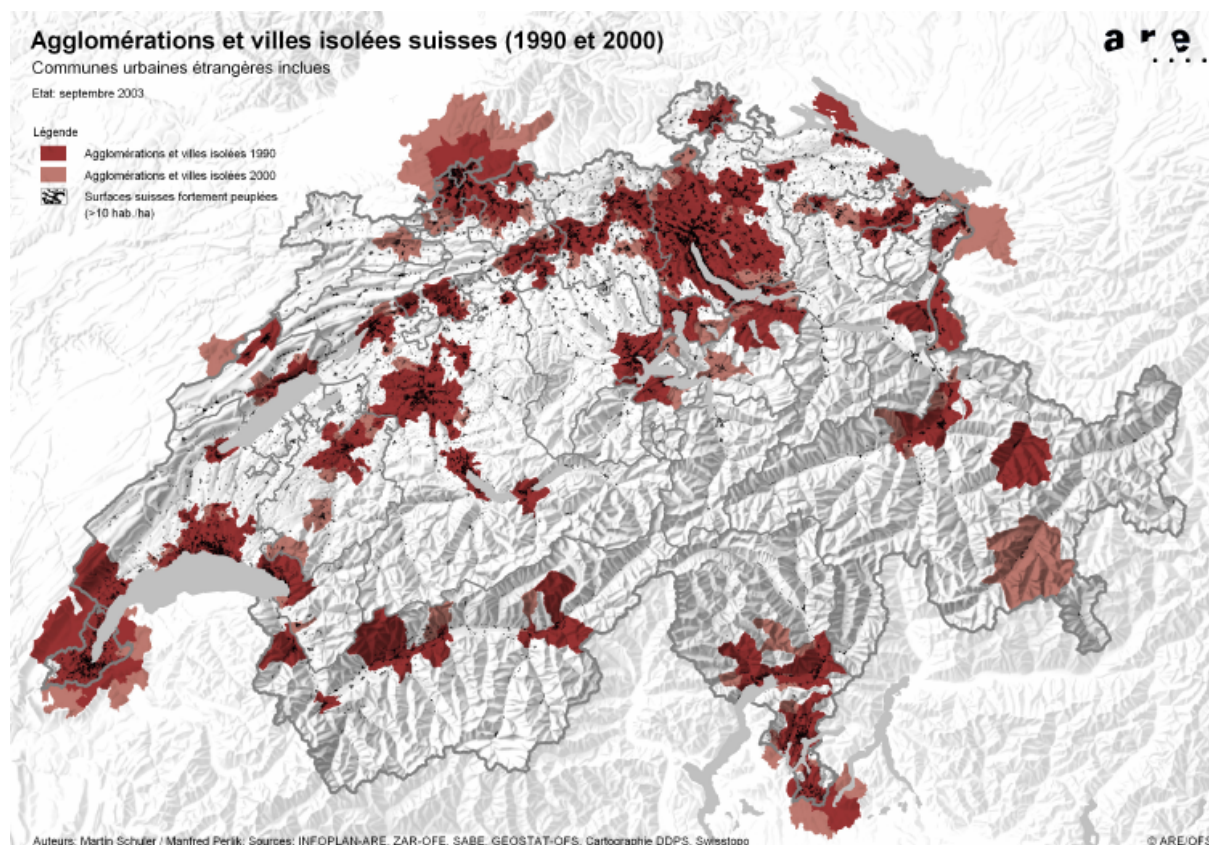 Agglomérations et villes isolées suisses (1990 et 2000)
are
Communes urbaines étrangères inclues
Etat: septembre 2003
Légende
Agglomérations et villes isolées 1990
Agglomérations et villes isolées 2000
Surfaces suisses fortement peuplées
(>10 hab./ha)
Auteurs: Martin Schuler / Manfred Perlik; Sources: INFOPLAN-ARE, ZAR-OFE, SABE, GEOSTAT-OFS, Cartographie DDPS, Swisstopo
© ARE/OFS